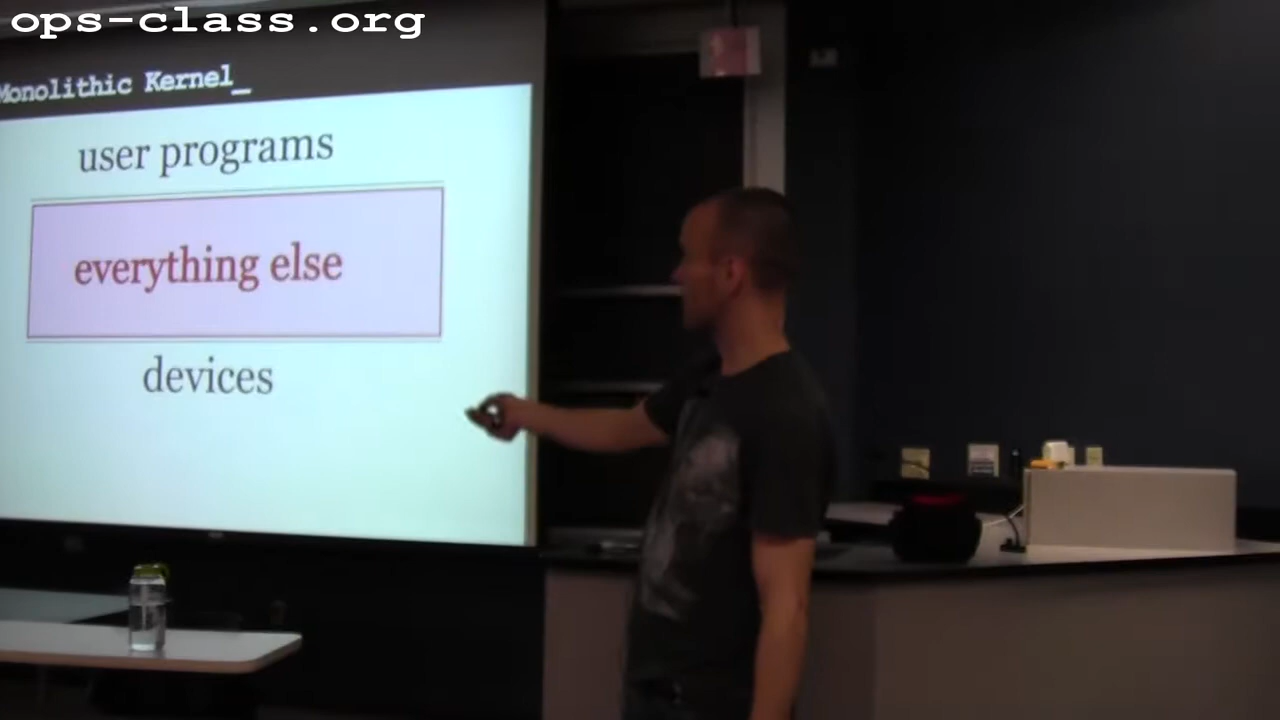 ops-class.org
Monolithic Kernel_
user programs
everything else
devices